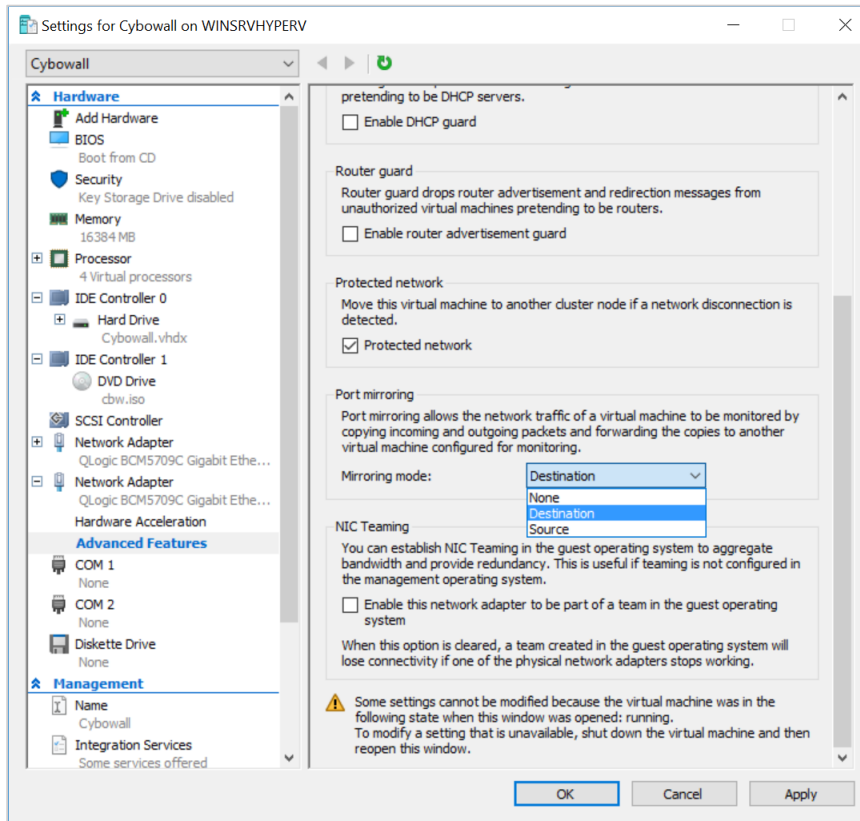 Settings for Cybowall on WINSRVHYPERV
Cybowall
Hardware
Add Hardware
BIOS
Boot from CD
Security
Key Storage Drive disabled
Memory
16384 MB
Processor
4 Virtual processors
IDE Controller 0
Hard Drive
Cybowall.vhdx
IDE Controller 1
DVD Drive
cbw.iso
SCSI Controller
Network Adapter
QLogic BCM5709C Gigabit Ethe...
Network Adapter
QLogic BCM5709C Gigabit Ethe...
Hardware Acceleration
Advanced Features
COM 1
None
COM 2
None
Diskette Drive
None
Management
Name
Cybowall
Integration Services
Some services offered
pretending to be DHCP servers.
Enable DHCP guard
Router guard
Router guard drops router advertisement and redirection messages from
unauthorized virtual machines pretending to be routers.
Enable router advertisement guard
Protected network
Move this virtual machine to another cluster node if a network disconnection is
detected.
Protected network
Port mirroring
Port mirroring allows the network traffic of a virtual machine to be monitored by
copying incoming and outgoing packets and forwarding the copies to another
virtual machine configured for monitoring.
Mirroring mode: Destination
None
Destination
Source
NIC Teaming
You can establish NIC Teaming in the guest operating system to aggregate
bandwidth and provide redundancy. This is useful if teaming is not configured in
the management operating system.
Enable this network adapter to be part of a team in the guest operating
system
When this option is cleared, a team created in the guest operating system will
lose connectivity if one of the physical network adapters stops working.
Some settings cannot be modified because the virtual machine was in the
following state when this window was opened: running.
To modify a setting that is unavailable, shut down the virtual machine and then
reopen this window.
OK Cancel Apply